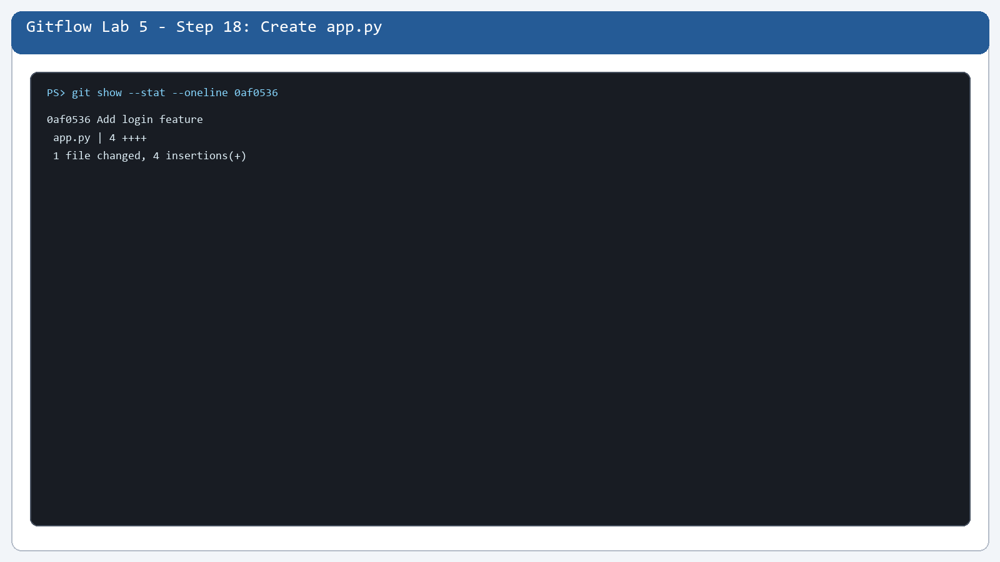 Gitflow Lab 5 - Step 18: Create app.py
PS> git show --stat --oneline 0af0536
0af0536 Add login feature
 app.py | 4 ++++
 1 file changed, 4 insertions(+)